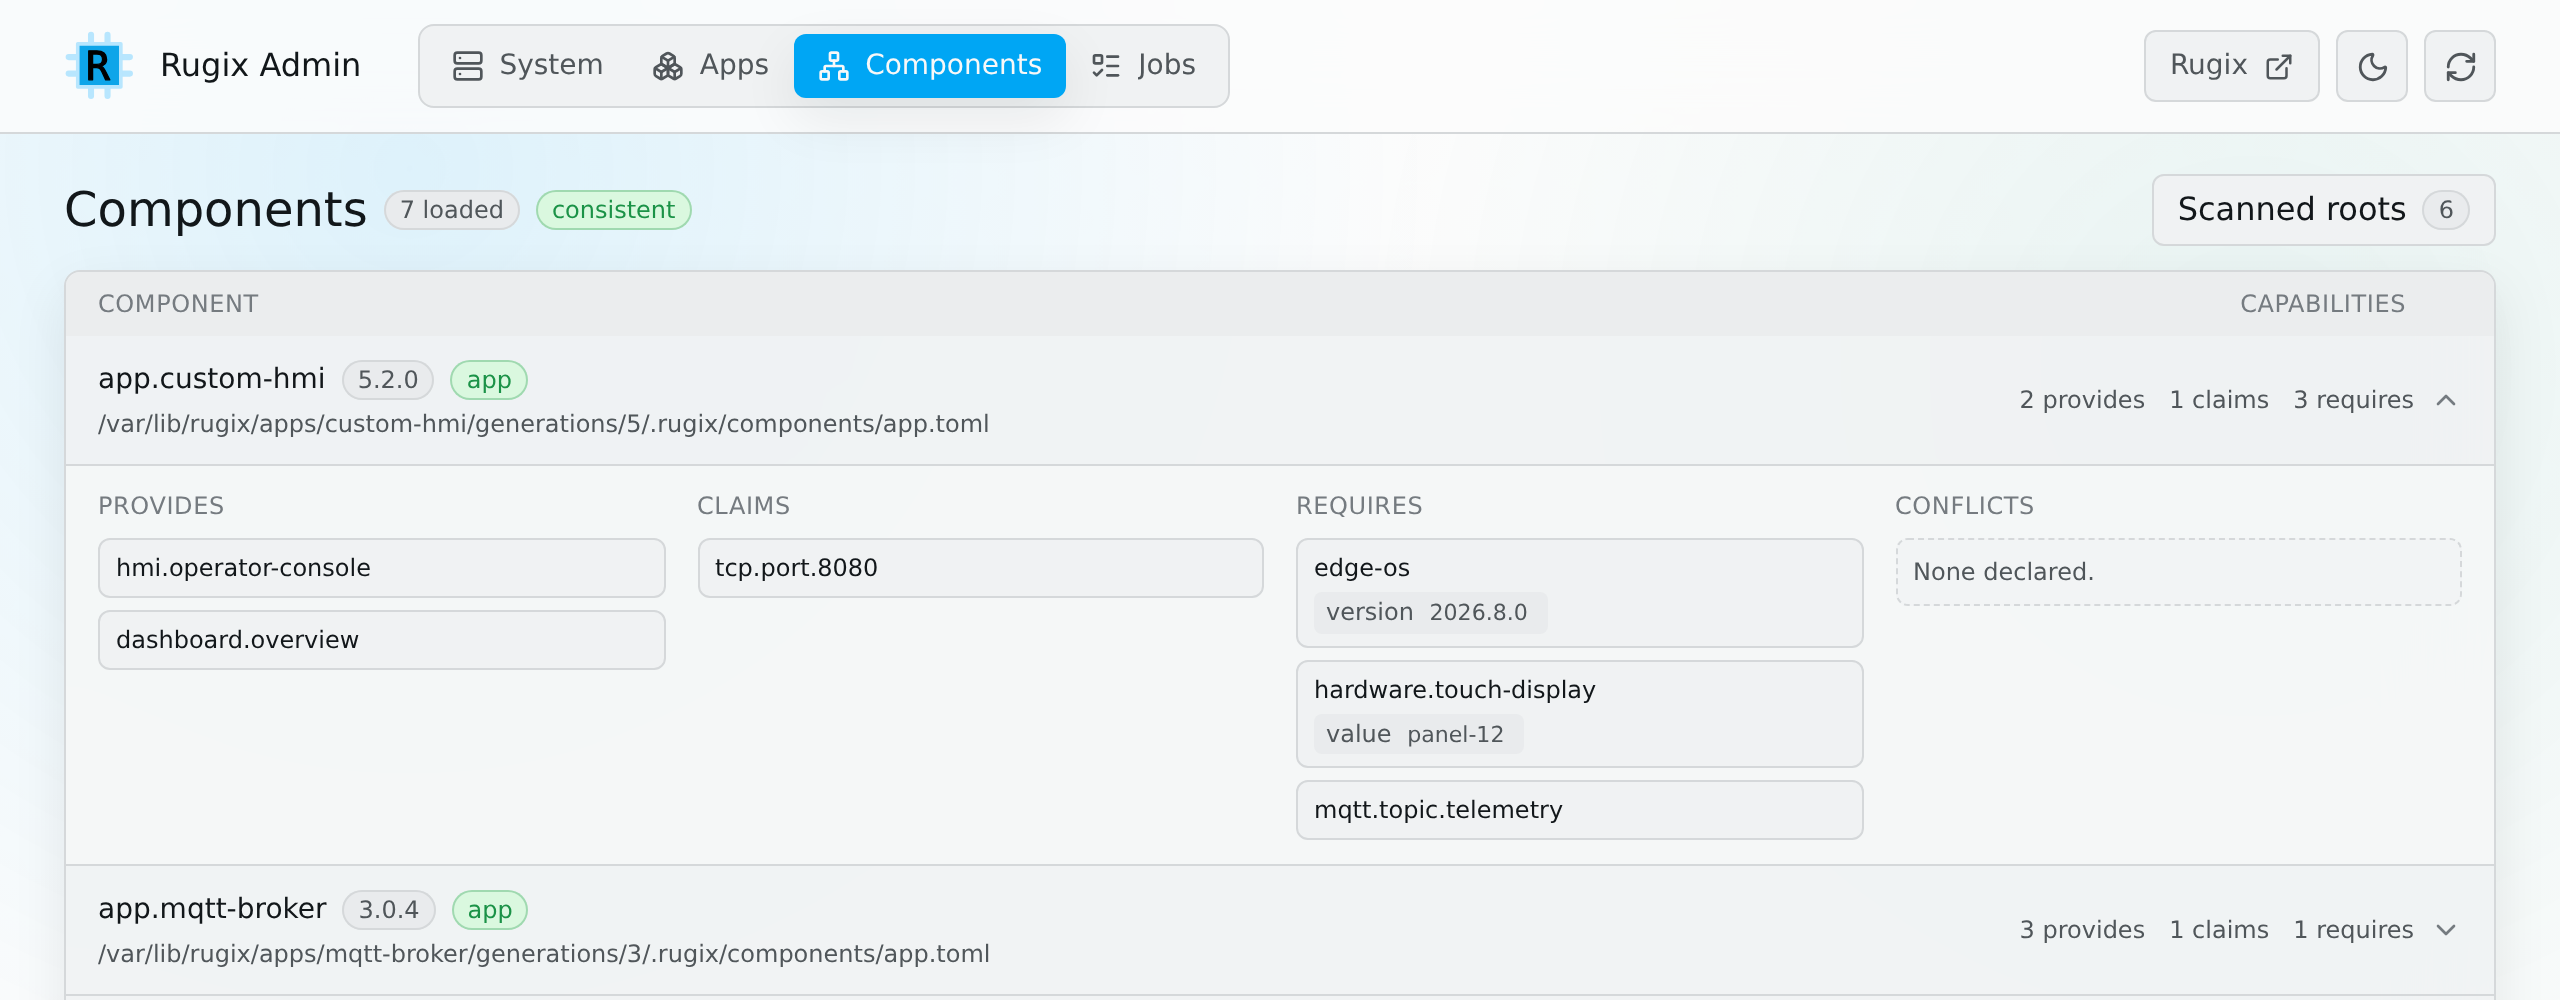 R Rugix Admin System Apps Components Jobs Rugix
Components 7 loaded consistent Scanned roots 6
COMPONENT CAPABILITIES
app.custom-hmi 5.2.0 app
/var/lib/rugix/apps/custom-hmi/generations/5/.rugix/components/app.toml
2 provides 1 claims 3 requires
PROVIDES
hmi.operator-console
dashboard.overview
CLAIMS
tcp.port.8080
REQUIRES
edge-os
version 2026.8.0
hardware.touch-display
value panel-12
mqtt.topic.telemetry
CONFLICTS
None declared.
app.mqtt-broker 3.0.4 app
/var/lib/rugix/apps/mqtt-broker/generations/3/.rugix/components/app.toml
3 provides 1 claims 1 requires